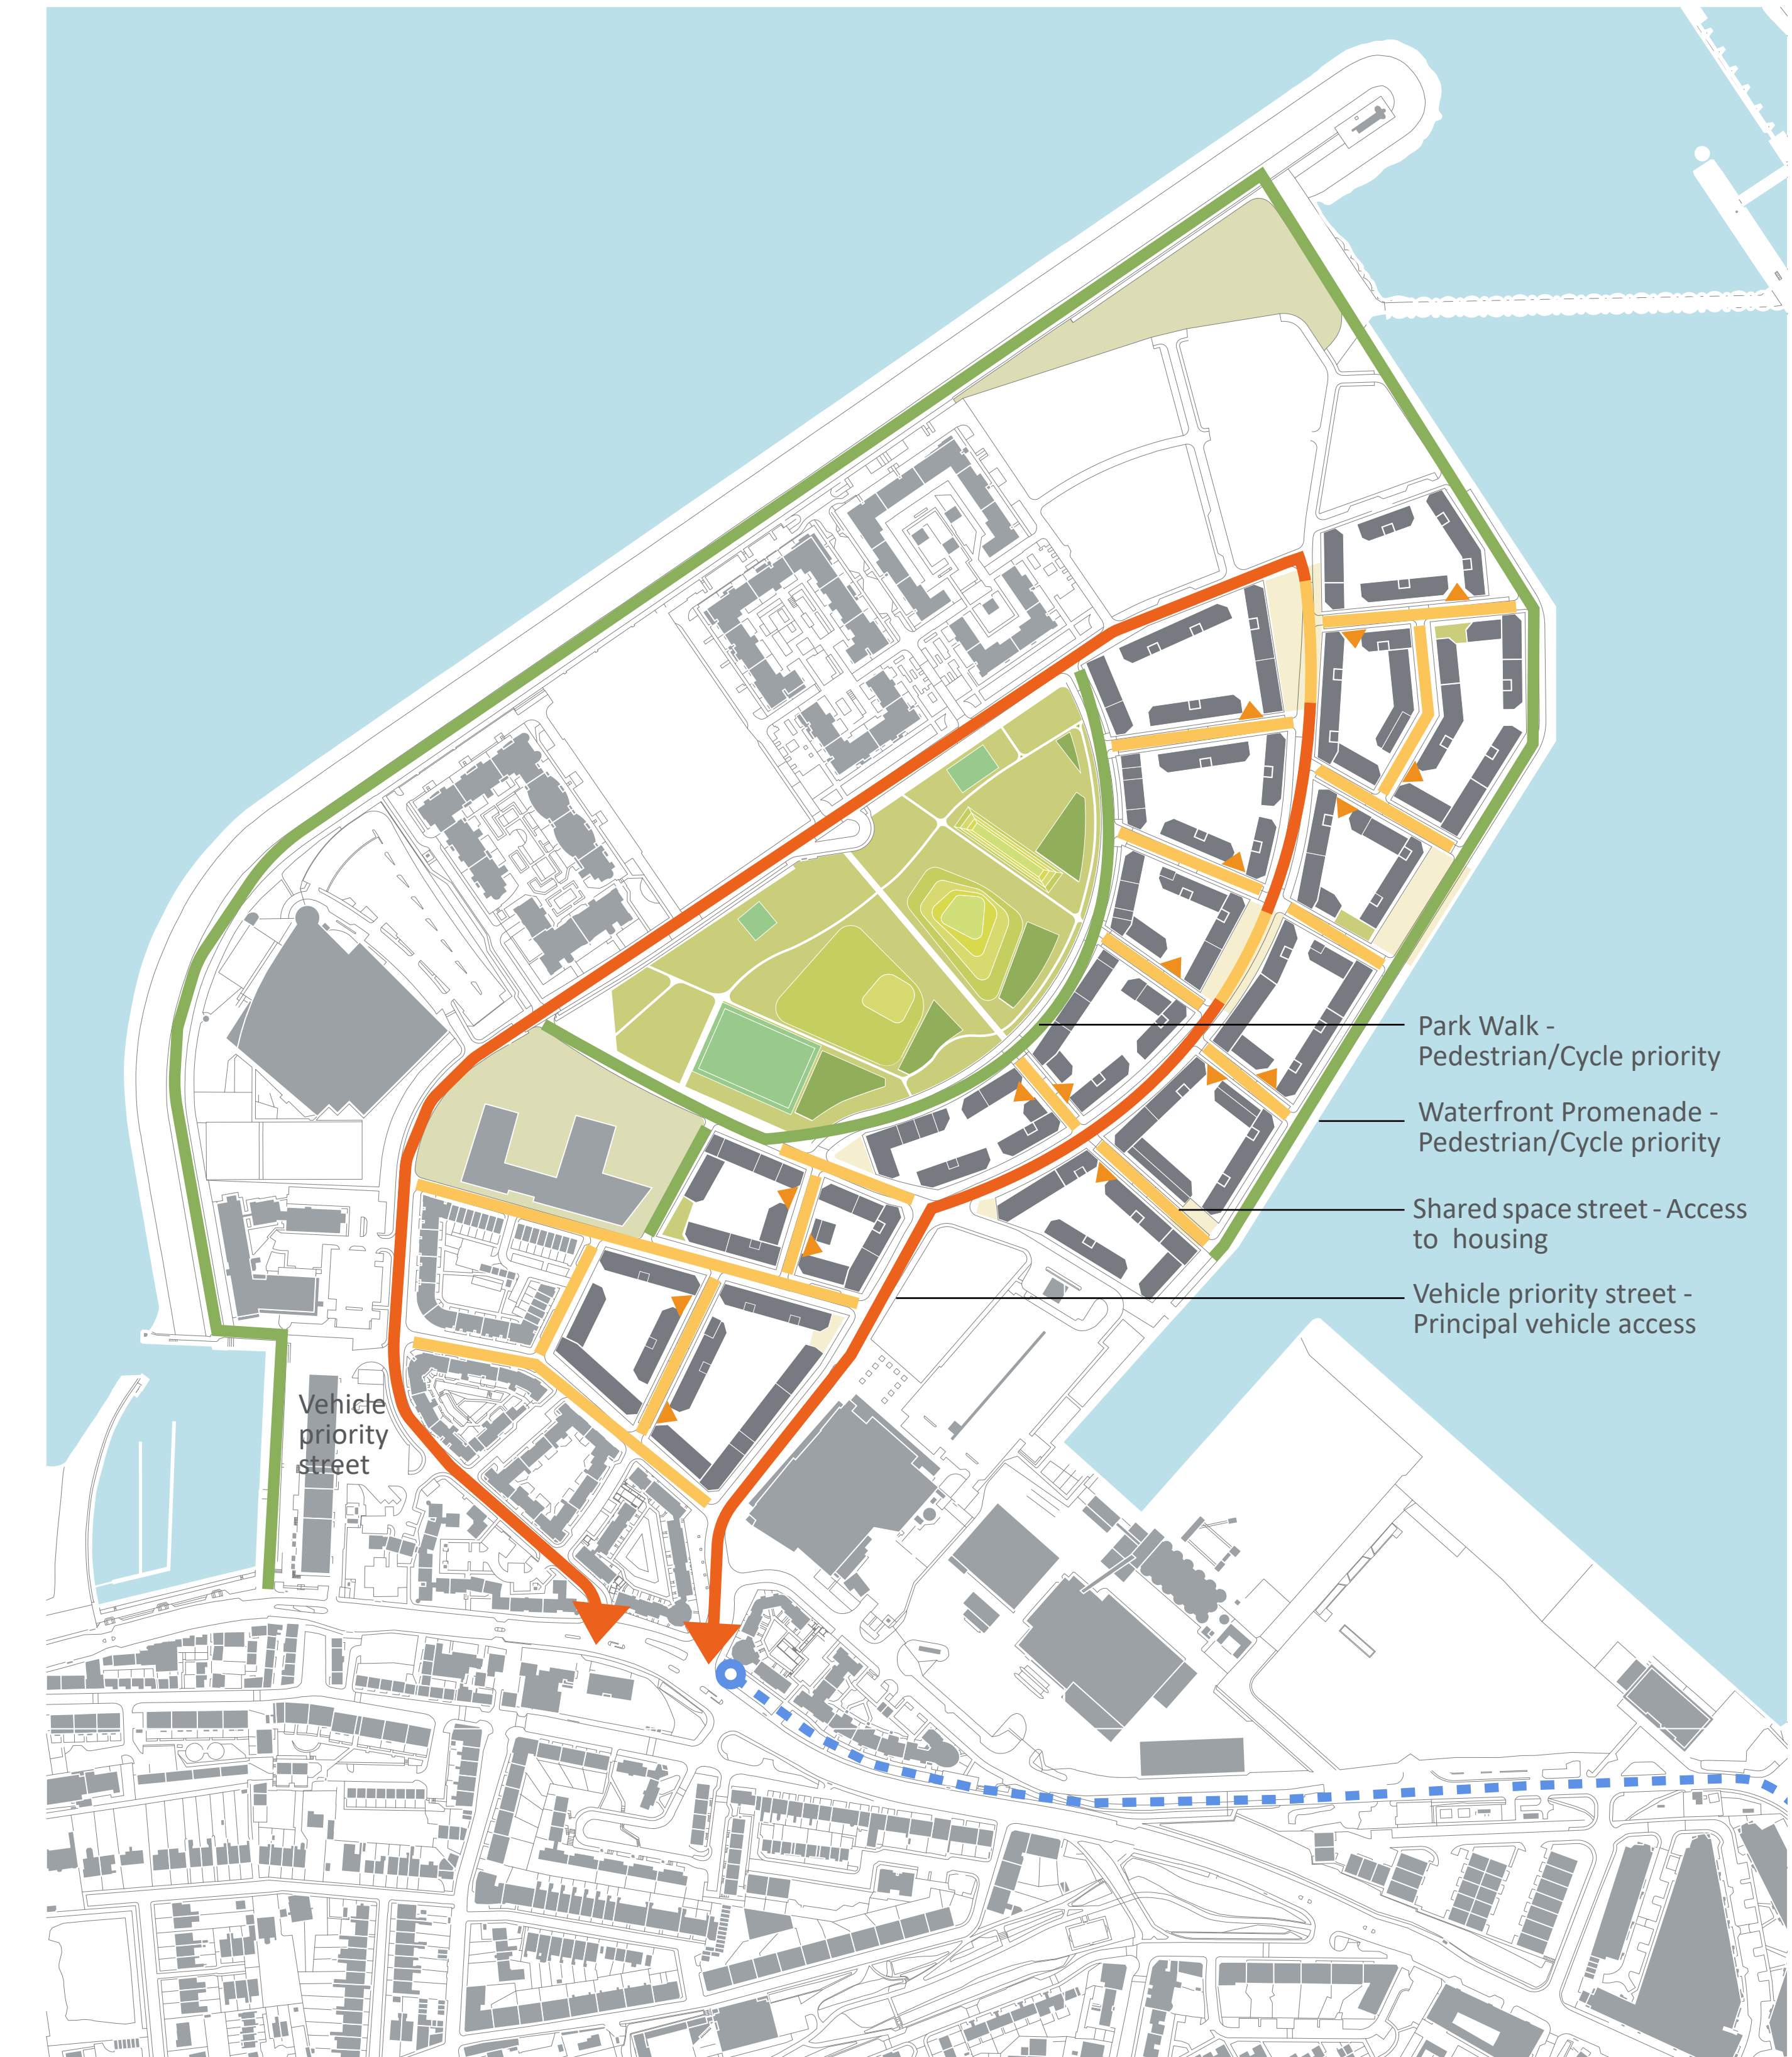 Park Walk -
Pedestrian/Cycle priority
Waterfront Promenade -
Pedestrian/Cycle priority
Shared space street - Access
to housing
Vehicle priority street -
Principal vehicle access
Vehicle
priority
street